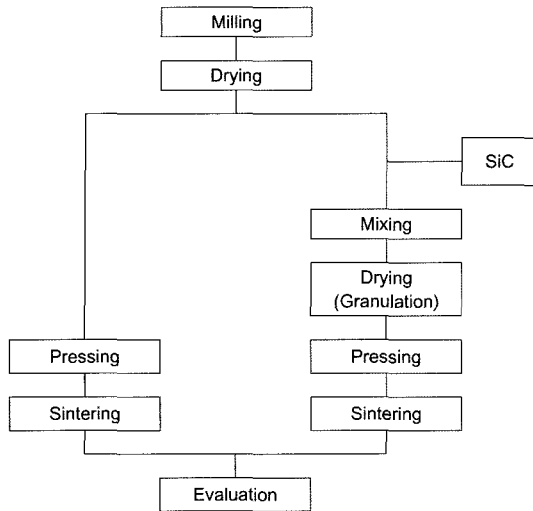 Milling
Drying
SiC
Mixing
Drying
(Granulation)
Pressing
Pressing
Sintering
Sintering
Evaluation